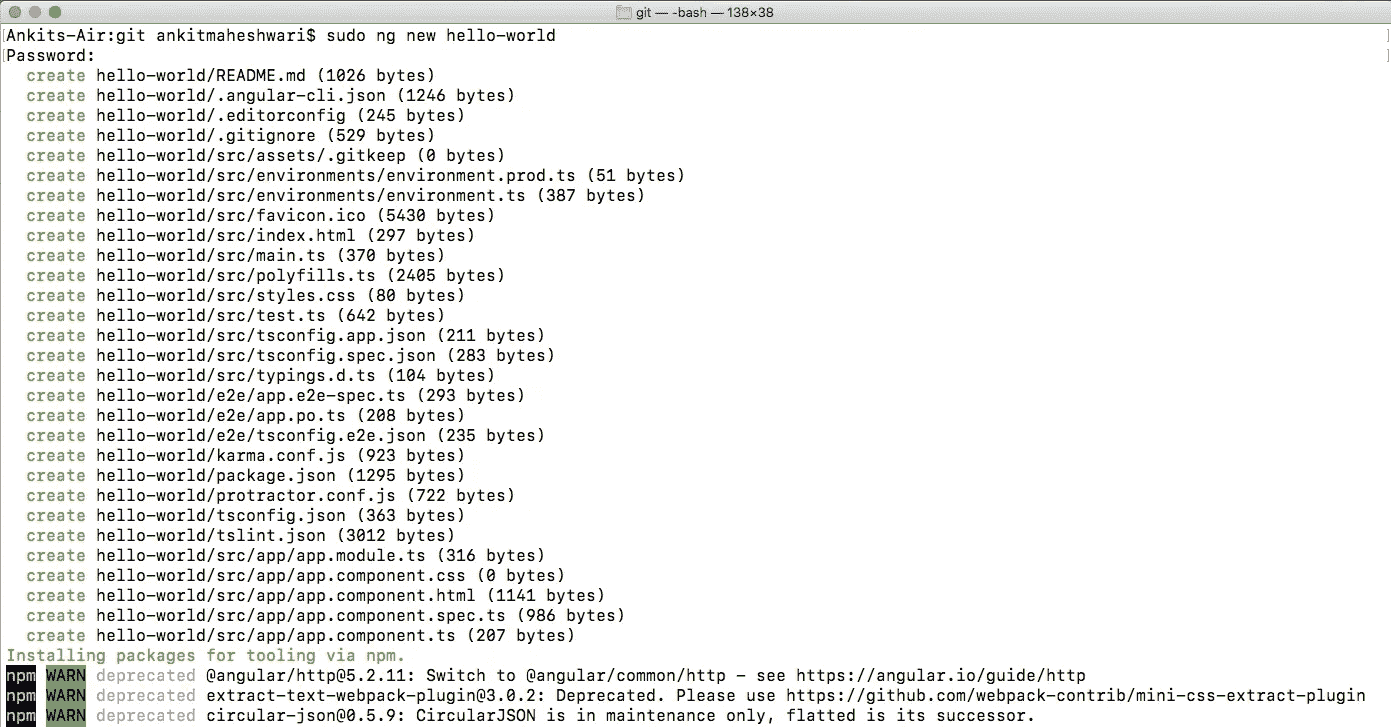 git — -bash — 138×38
Ankits-Air:git ankitmaheshwari$ sudo ng new hello-world
Password:
create hello-world/README.md (1026 bytes)
create hello-world/.angular-cli.json (1246 bytes)
create hello-world/.editorconfig (245 bytes)
create hello-world/.gitignore (529 bytes)
create hello-world/src/assets/.gitkeep (0 bytes)
create hello-world/src/environments/environment.prod.ts (51 bytes)
create hello-world/src/environments/environment.ts (387 bytes)
create hello-world/src/favicon.ico (5430 bytes)
create hello-world/src/index.html (297 bytes)
create hello-world/src/main.ts (370 bytes)
create hello-world/src/polyfills.ts (2405 bytes)
create hello-world/src/styles.css (80 bytes)
create hello-world/src/test.ts (642 bytes)
create hello-world/src/tsconfig.app.json (211 bytes)
create hello-world/src/tsconfig.spec.json (283 bytes)
create hello-world/src/typings.d.ts (104 bytes)
create hello-world/e2e/app.e2e-spec.ts (293 bytes)
create hello-world/e2e/app.po.ts (208 bytes)
create hello-world/e2e/tsconfig.e2e.json (235 bytes)
create hello-world/karma.conf.js (923 bytes)
create hello-world/package.json (1295 bytes)
create hello-world/protractor.conf.js (722 bytes)
create hello-world/tsconfig.json (363 bytes)
create hello-world/tslint.json (3012 bytes)
create hello-world/src/app/app.module.ts (316 bytes)
create hello-world/src/app/app.component.css (0 bytes)
create hello-world/src/app/app.component.html (1141 bytes)
create hello-world/src/app/app.component.spec.ts (986 bytes)
create hello-world/src/app/app.component.ts (207 bytes)
Installing packages for tooling via npm.
npm WARN deprecated @angular/http@5.2.11: Switch to @angular/common/http - see https://angular.io/guide/http
npm WARN deprecated extract-text-webpack-plugin@3.0.2: Deprecated. Please use https://github.com/webpack-contrib/mini-css-extract-plugin
npm WARN deprecated circular-json@0.5.9: CircularJSON is in maintenance only, flatted is its successor.